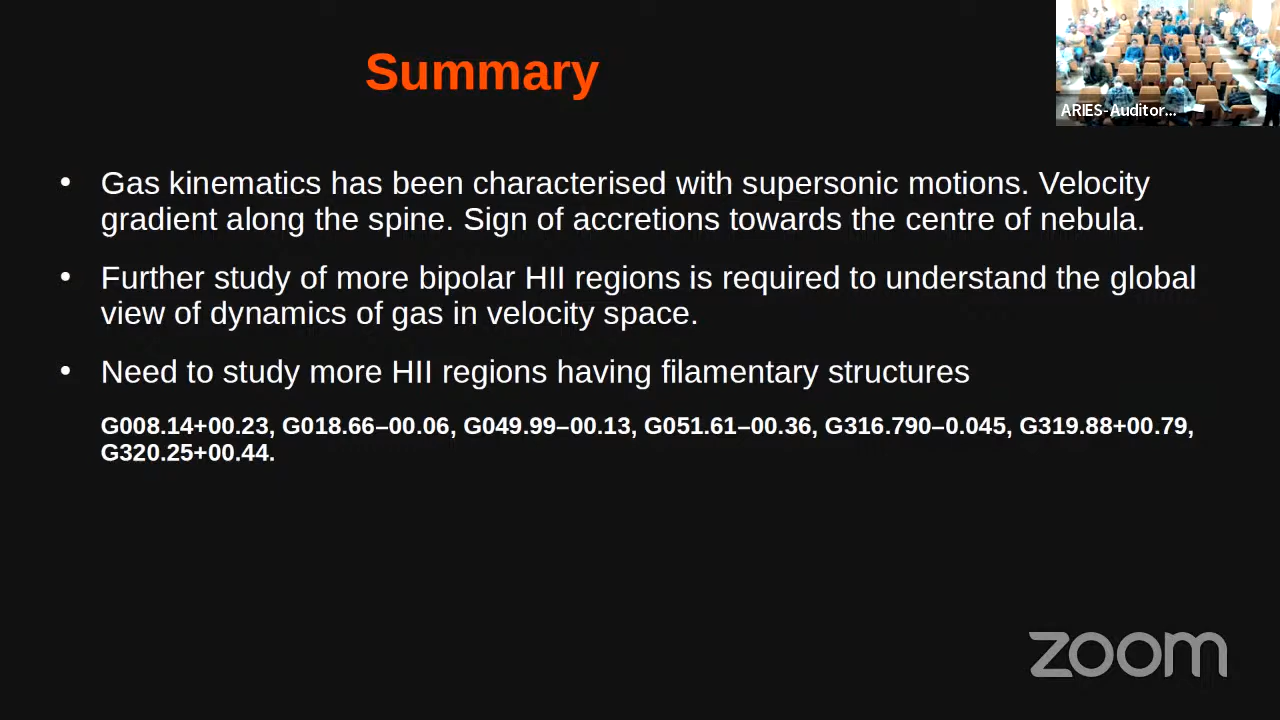 Summary
ARIES-Auditor...
• Gas kinematics has been characterised with supersonic motions. Velocity
gradient along the spine. Sign of accretions towards the centre of nebula.
• Further study of more bipolar HII regions is required to understand the global
view of dynamics of gas in velocity space.
• Need to study more HII regions having filamentary structures
G008.14+00.23, G018.66–00.06, G049.99–00.13, G051.61–00.36, G316.790–0.045, G319.88+00.79,
G320.25+00.44.
zoom